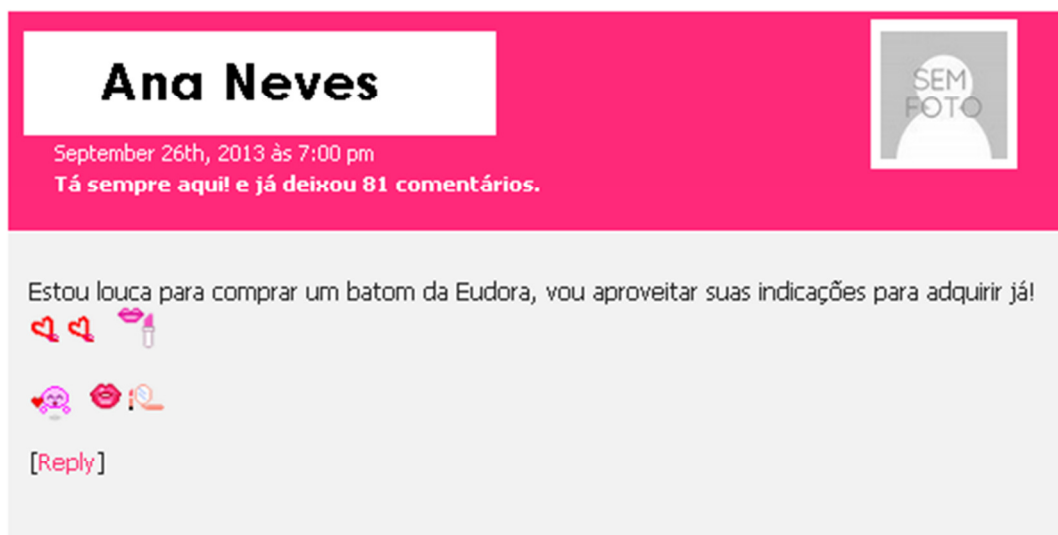 Ana Neves
SEM
FOTO
September 26th, 2013 às 7:00 pm
Tá sempre aqui! e já deixou 81 comentários.
Estou louca para comprar um batom da Eudora, vou aproveitar suas indicações para adquirir já!
[Reply]